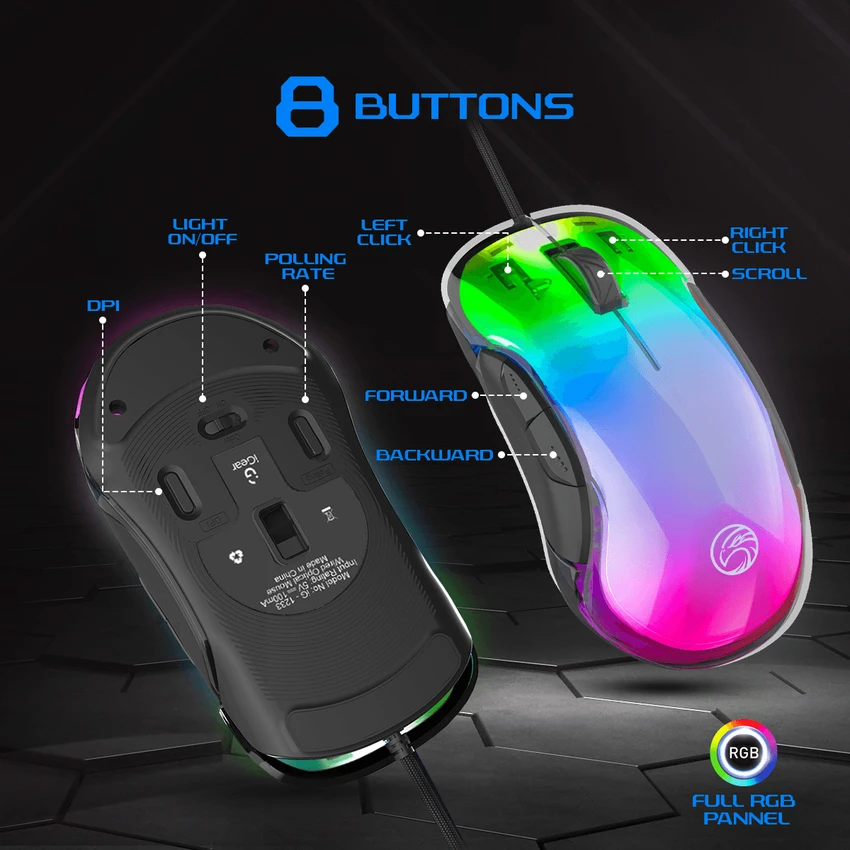 8 BUTTONS
LIGHT
ON/OFF
LEFT
CLICK
RIGHT
CLICK
POLLING
RATE
SCROLL
DPI
FORWARD
BACKWARD
iGear
Model No: iG - 1233
Input Rating 5V = 100mA
Wired Optical Mouse
Made in China
RGB
FULL RGB
PANNEL